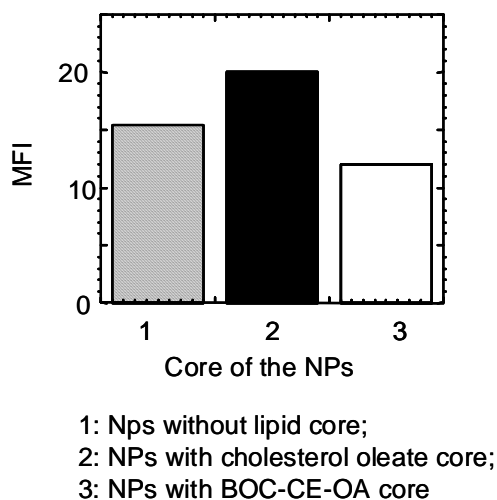 20
10
0
MFI
1 2 3
Core of the NPs
1: Nps without lipid core;
2: NPs with cholesterol oleate core;
3: NPs with BOC-CE-OA core